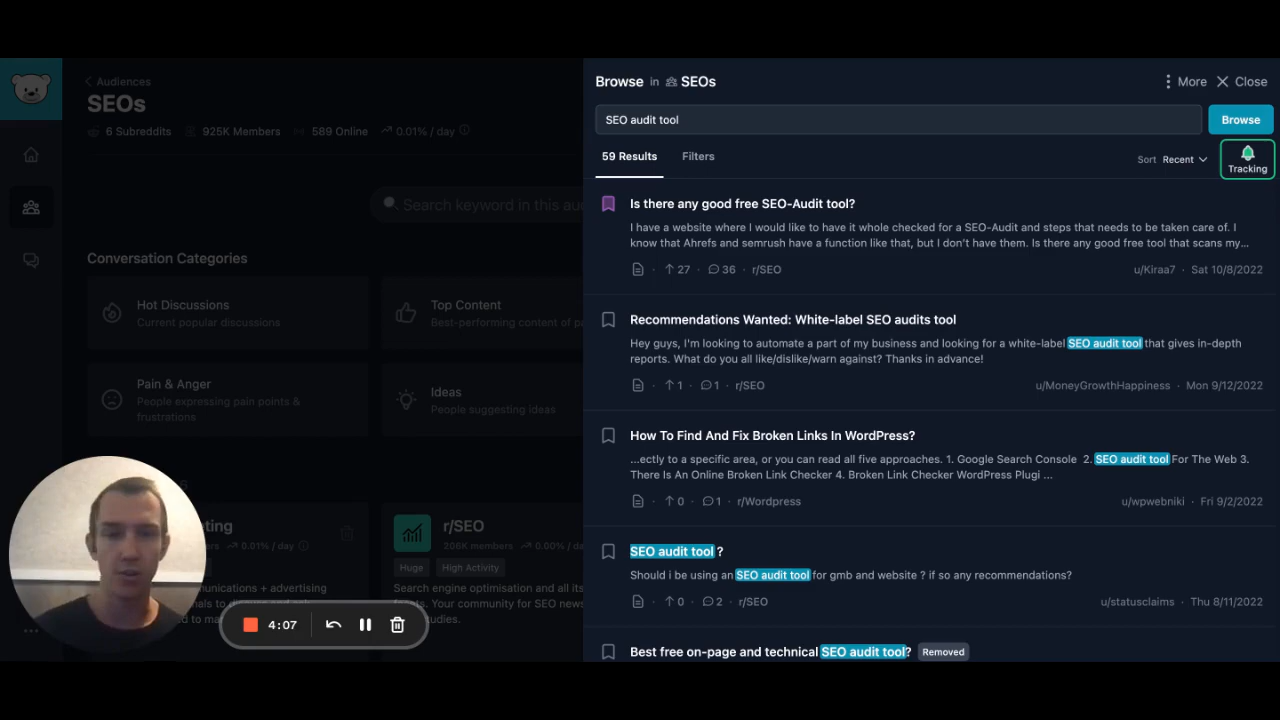 Audiences
SEOs
6 Subreddits 925K Members 589 Online 0.01% / day
Search keyword in this au
Conversation Categories
Hot Discussions
Current popular discussions
Top Content
Best-performing content of pa
Pain & Anger
People expressing pain points &
frustrations
Ideas
People suggesting ideas
ting
0.01% / day
r/SEO
206K members 0.00% / day
Huge High Activity
Search engine optimisation and all its
Your community for SEO news
4:07
Browse in SEOs
More Close
SEO audit tool
Browse
59 Results Filters
Sort Recent
Tracking
Is there any good free SEO-Audit tool?
I have a website where I would like to have it whole checked for a SEO-Audit and steps that needs to be taken care of. I
know that Ahrefs and semrush have a function like that, but I don't have them. Is there any good free tool that scans my...
· 27 · 36 · r/SEO
u/Kiraa7 · Sat 10/8/2022
Recommendations Wanted: White-label SEO audits tool
Hey guys, I'm looking to automate a part of my business and looking for a white-label SEO audit tool that gives in-depth
reports. What do you all like/dislike/warn against? Thanks in advance!
· 1 · 1 · r/SEO
u/MoneyGrowthHappiness · Mon 9/12/2022
How To Find And Fix Broken Links In WordPress?
...ectly to a specific area, or you can read all five approaches. 1. Google Search Console 2. SEO audit tool For The Web 3.
There Is An Online Broken Link Checker 4. Broken Link Checker WordPress Plugi ...
· 0 · 1 · r/Wordpress
u/wpwebniki · Fri 9/2/2022
SEO audit tool ?
Should i be using an SEO audit tool for gmb and website ? if so any recommendations?
· 0 · 2 · r/SEO
u/statusclaims · Thu 8/11/2022
Best free on-page and technical SEO audit tool? Removed